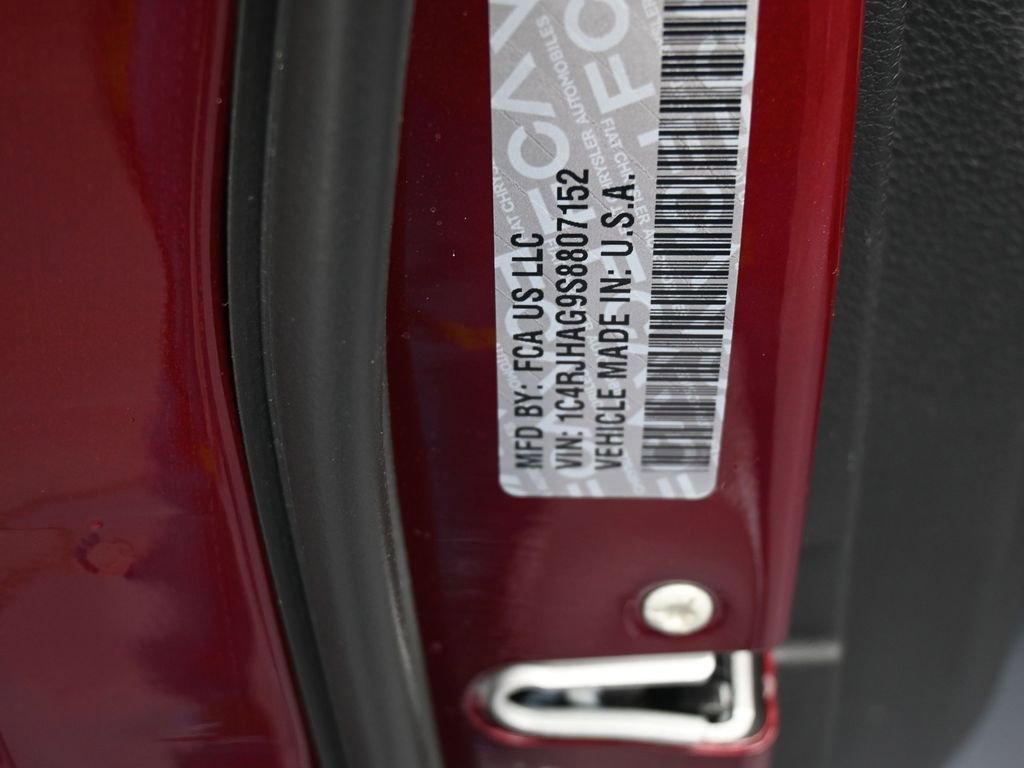 MFD BY: FCA US LLC
VIN: 1C4RJHAG9S8807152
VEHICLE MADE IN: U.S.A.